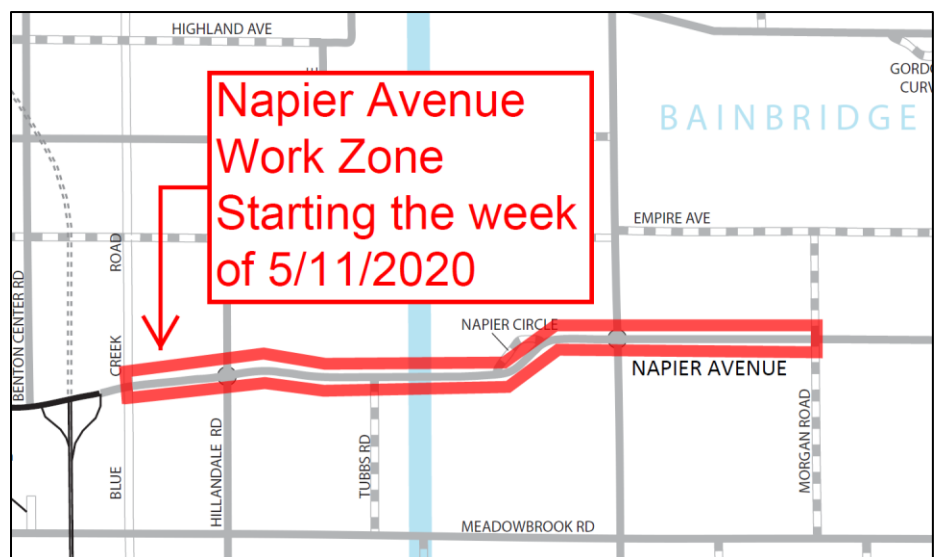 HIGHLAND AVE
GORDO
CURV
BAINBRIDGE
Napier Avenue
Work Zone
Starting the week
of 5/11/2020
EMPIRE AVE
BENTON CENTER RD
BLUE CREEK ROAD
NAPIER CIRCLE
NAPIER AVENUE
HILLANDALE RD
TUBBS RD
MORGAN ROAD
MEADOWBROOK RD